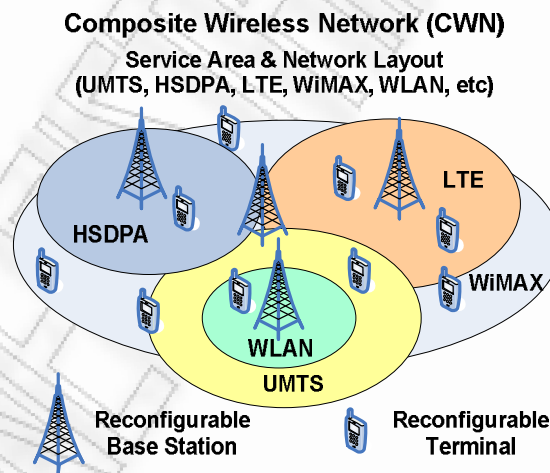 Composite Wireless Network (CWN)
Service Area & Network Layout
(UMTS, HSDPA, LTE, WiMAX, WLAN, etc)
LTE
HSDPA
WiMAX
WLAN
UMTS
Reconfigurable
Base Station
Reconfigurable
Terminal